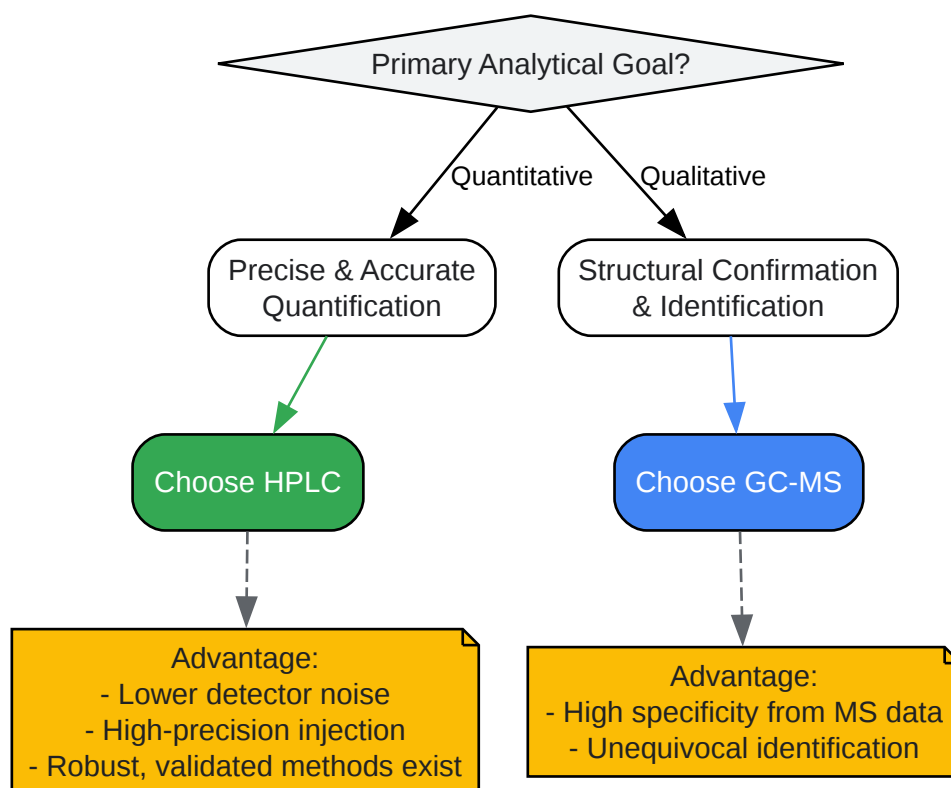 Primary Analytical Goal?
Quantitative
Qualitative
Precise & Accurate
Quantification
Structural Confirmation
& Identification
Choose HPLC
Choose GC-MS
Advantage:
- Lower detector noise
- High-precision injection
- Robust, validated methods exist
Advantage:
- High specificity from MS data
- Unequivocal identification